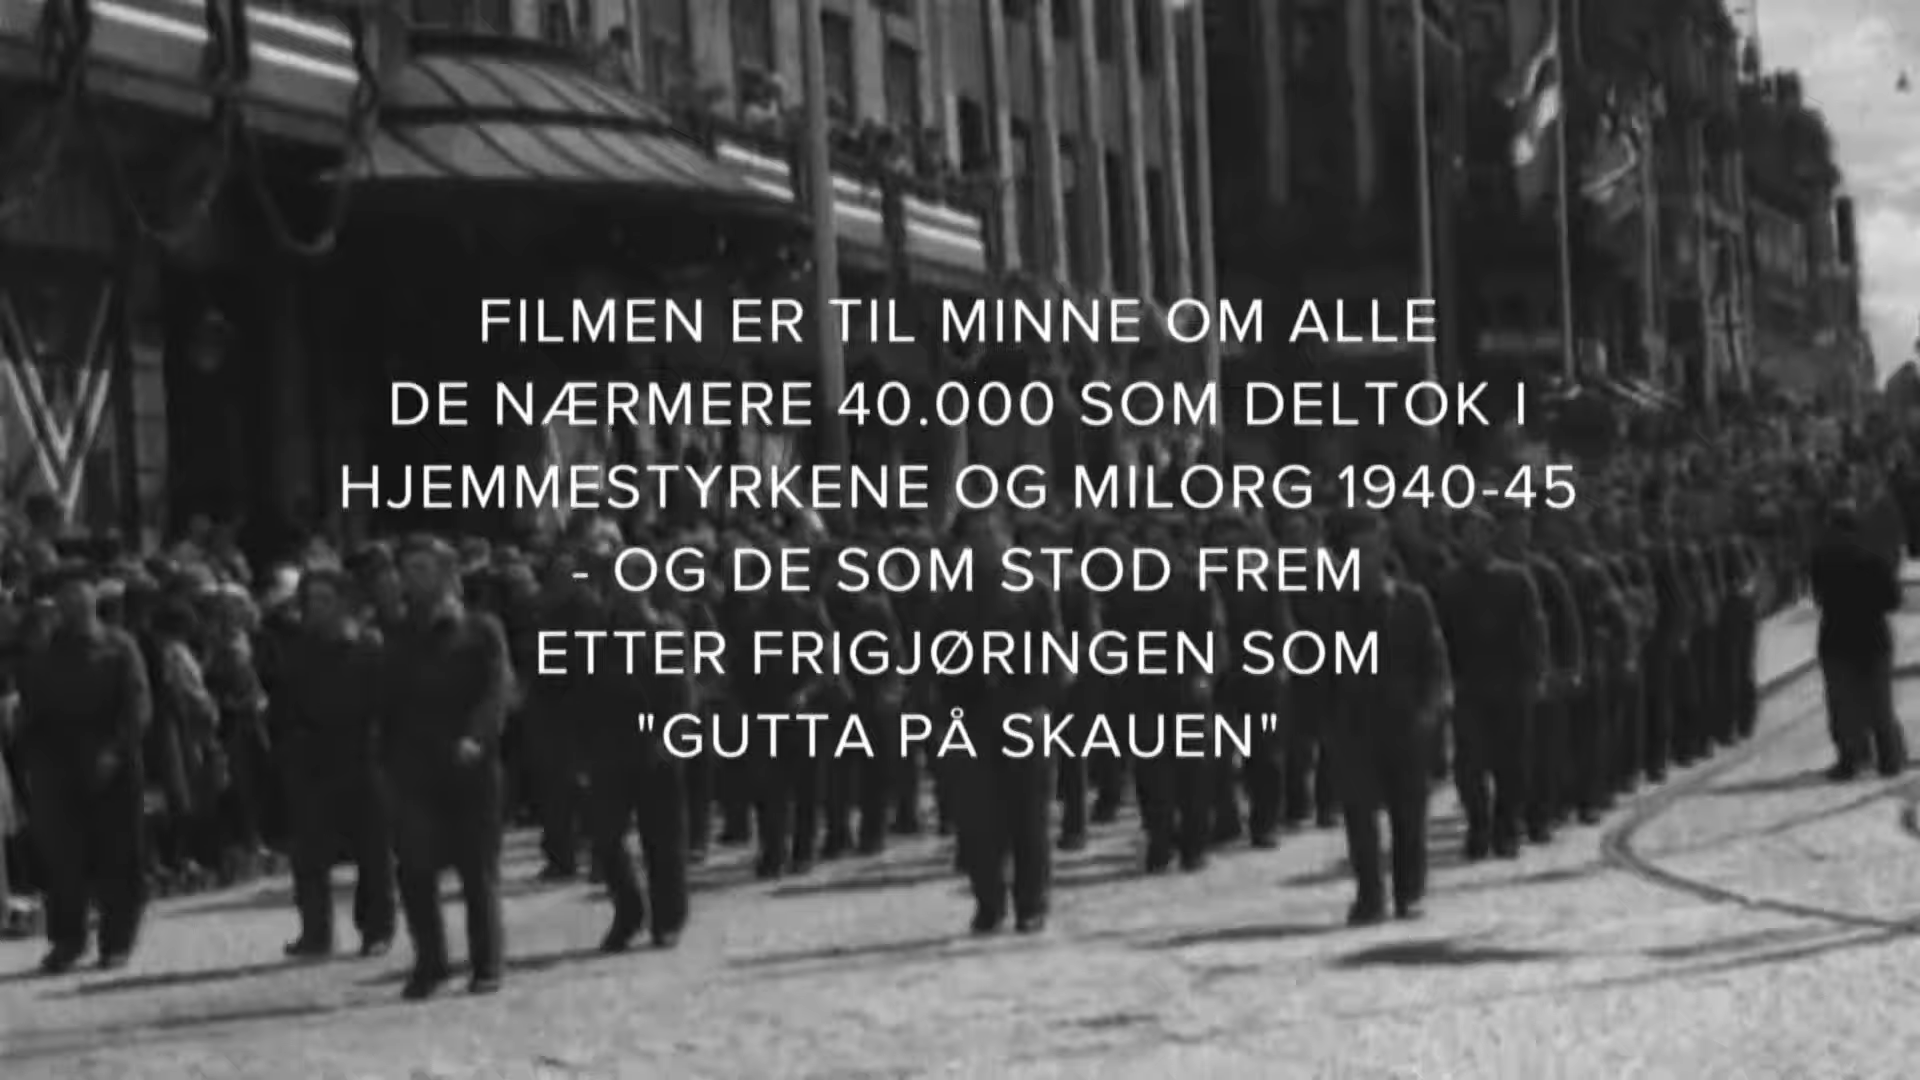 FILMEN ER TIL MINNE OM ALLE
DE NÆRMERE 40.000 SOM DELTOK I
HJEMMESTYRKENE OG MILORG 1940-45
- OG DE SOM STOD FREM
ETTER FRIGJØRINGEN SOM
"GUTTA PÅ SKAUEN"